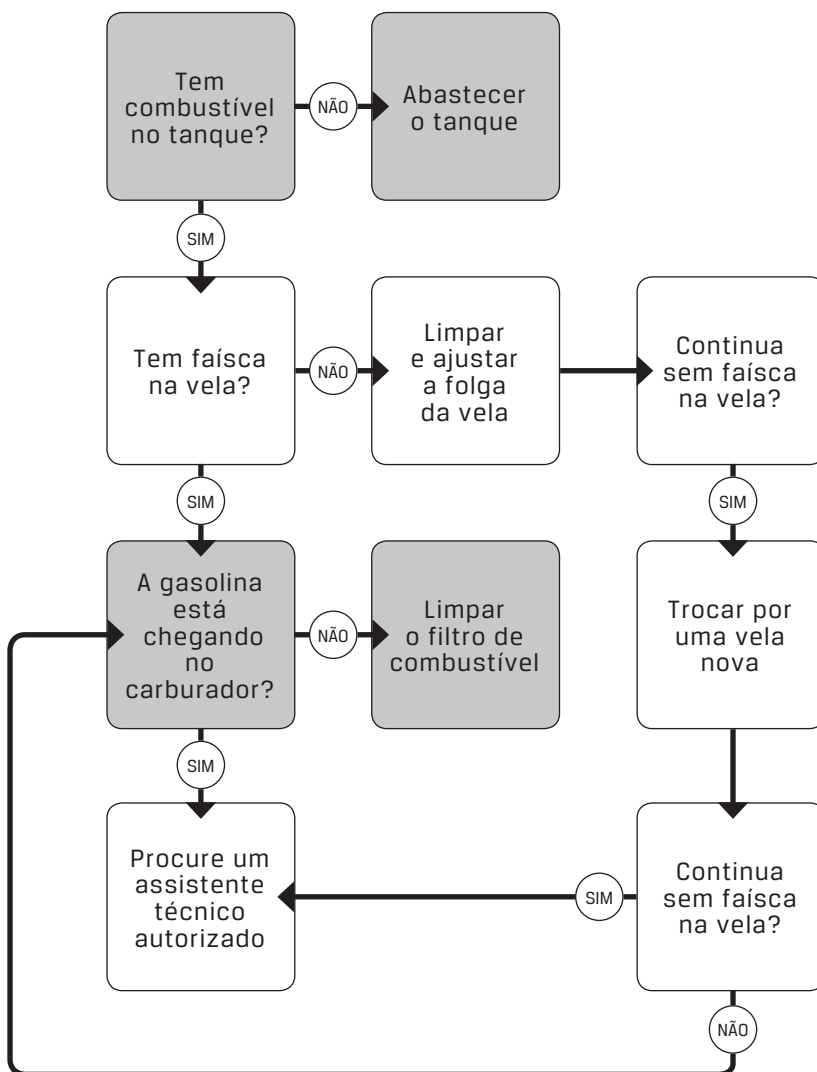 Tem
combustível
no tanque?
NÃO
Abastecer
o tanque
SIM
Tem faísca
na vela?
NÃO
Limpar
e ajustar
a folga
da vela
Continua
sem faísca
na vela?
SIM
SIM
A gasolina
está
chegando
no
carburador?
NÃO
Limpar
o filtro de
combustível
Trocar por
uma vela
nova
SIM
Procure um
assistente
técnico
autorizado
SIM
Continua
sem faísca
na vela?
NÃO